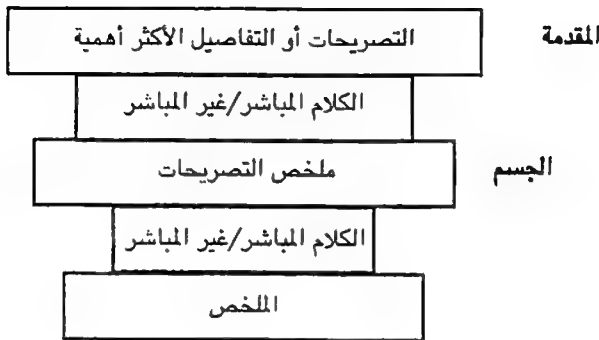 المقدمة
التصريحات أو التفاصيل الأكثر أهمية
الكلام المباشر/غير المباشر
الجسم
ملخص التصريحات
الكلام المباشر/غير المباشر
الملخص